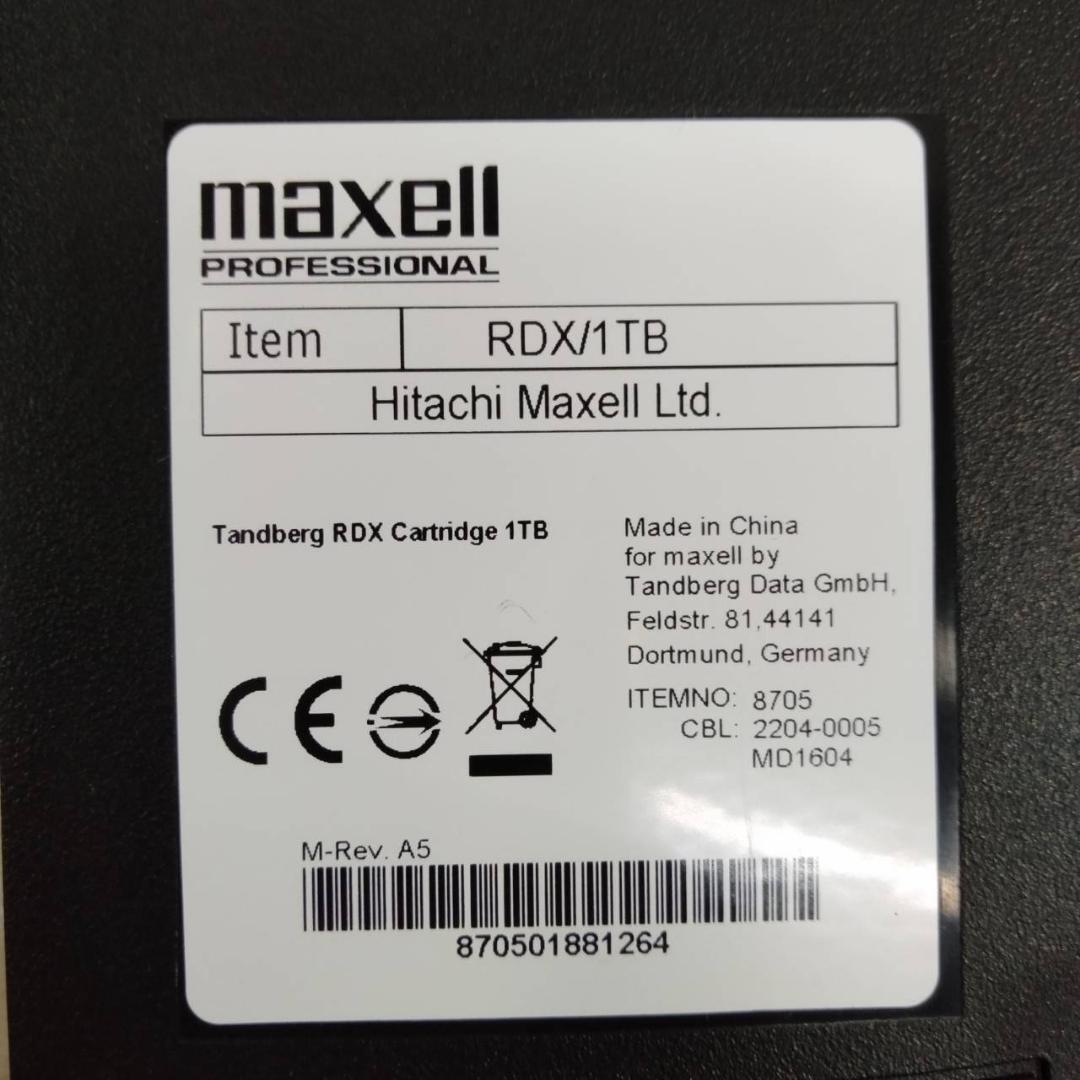 maxell
PROFESSIONAL
Item RDX/1TB
Hitachi Maxell Ltd.
Tandberg RDX Cartridge 1TB
Made in China
for maxell by
Tandberg Data GmbH,
Feldstr. 81,44141
Dortmund, Germany
ITEMNO: 8705
CBL: 2204-0005
MD1604
CE
M-Rev. A5
870501881264